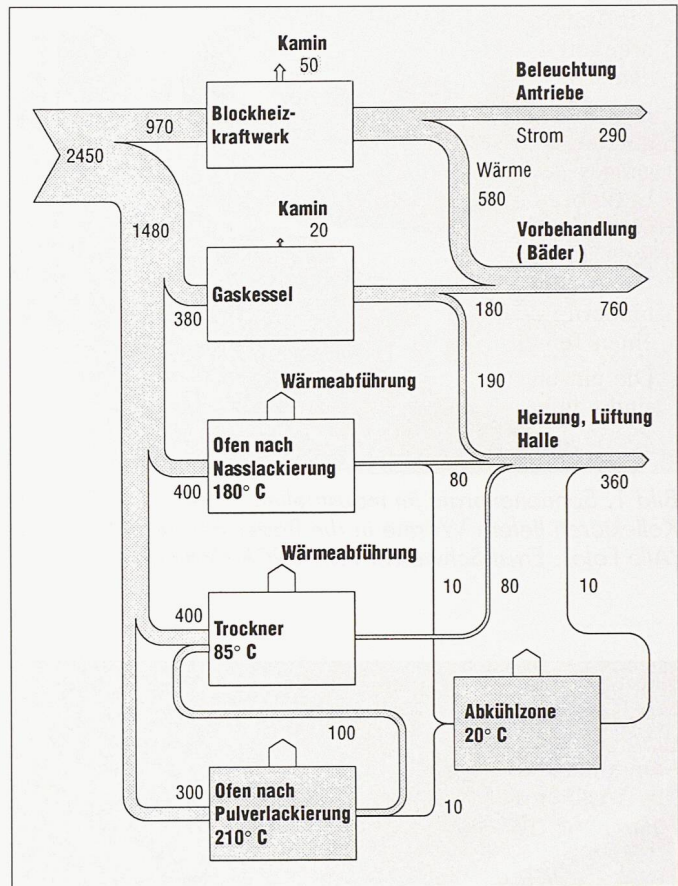 Kamin
50
Beleuchtung
Antriebe
970
Blockheiz-
kraftwerk
2450
Strom 290
Wärme
580
Kamin
20
1480
Vorbehandlung
( Bäder )
Gaskessel
380
180 760
190
Wärmeabführung
Heizung, Lüftung
Halle
Ofen nach
Nasslackierung
180° C
400
80 360
Wärmeabführung
10 80 10
400
Trockner
85° C
Abkühlzone
20° C
100
300
Ofen nach
Pulverlackierung
210° C
10